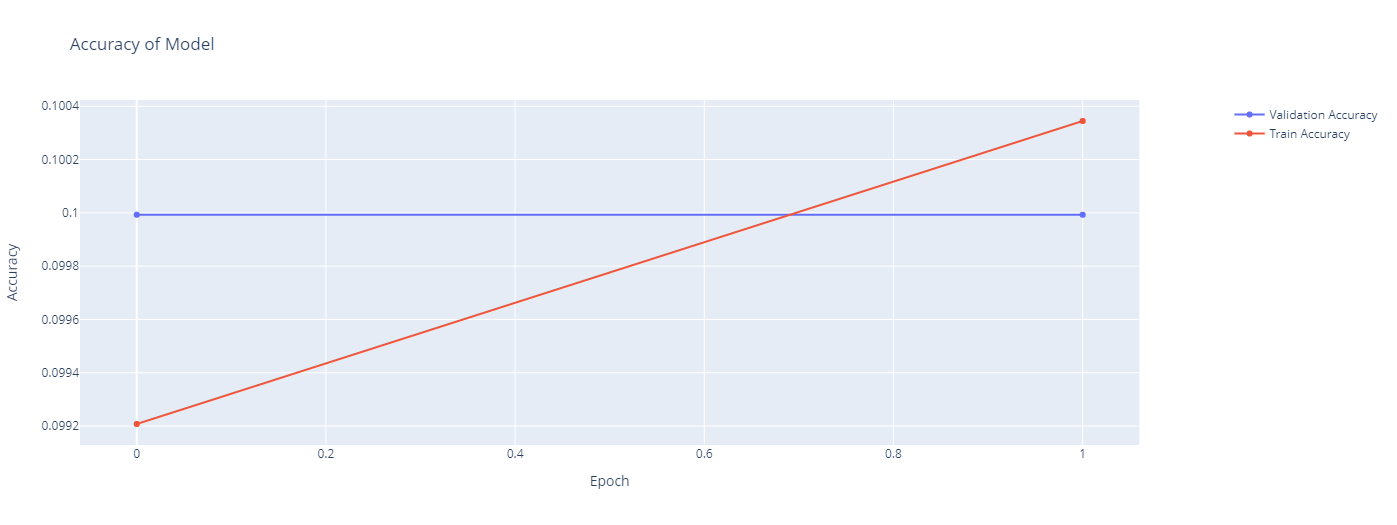 Accuracy of Model
Validation Accuracy
Train Accuracy
Accuracy
0.1004
0.1002
0.1
0.0998
0.0996
0.0994
0.0992
0
0.2
0.4
0.6
0.8
1
Epoch